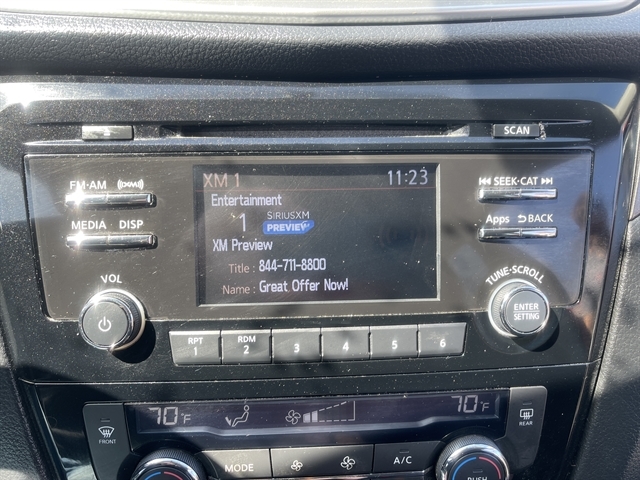 SCAN
FM·AM ((XM))
SEEK·CAT
MEDIA DISP
Apps BACK
XM 1 11:23
Entertainment
1 SIRIUSXM
PREVIEW
XM Preview
Title : 844-711-8800
Name : Great Offer Now!
VOL
TUNE·SCROLL
ENTER
SETTING
RPT
1
RDM
2
3
4
5
6
70°F
70°F
FRONT
REAR
MODE
A/C
PUSH